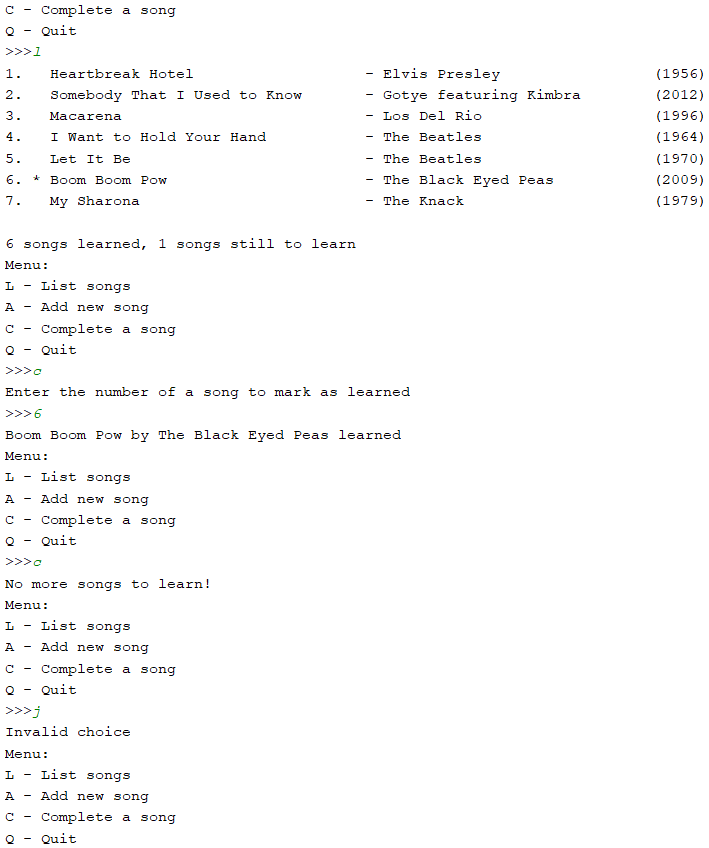 C - Complete a song
Q - Quit
>>>l
1.   Heartbreak Hotel                   - Elvis Presley                 (1956)
2.   Somebody That I Used to Know       - Gotye featuring Kimbra        (2012)
3.   Macarena                           - Los Del Rio                   (1996)
4.   I Want to Hold Your Hand           - The Beatles                   (1964)
5.   Let It Be                          - The Beatles                   (1970)
6. * Boom Boom Pow                      - The Black Eyed Peas           (2009)
7.   My Sharona                         - The Knack                     (1979)

6 songs learned, 1 songs still to learn
Menu:
L - List songs
A - Add new song
C - Complete a song
Q - Quit
>>>c
Enter the number of a song to mark as learned
>>>6
Boom Boom Pow by The Black Eyed Peas learned
Menu:
L - List songs
A - Add new song
C - Complete a song
Q - Quit
>>>c
No more songs to learn!
Menu:
L - List songs
A - Add new song
C - Complete a song
Q - Quit
>>>j
Invalid choice
Menu:
L - List songs
A - Add new song
C - Complete a song
Q - Quit